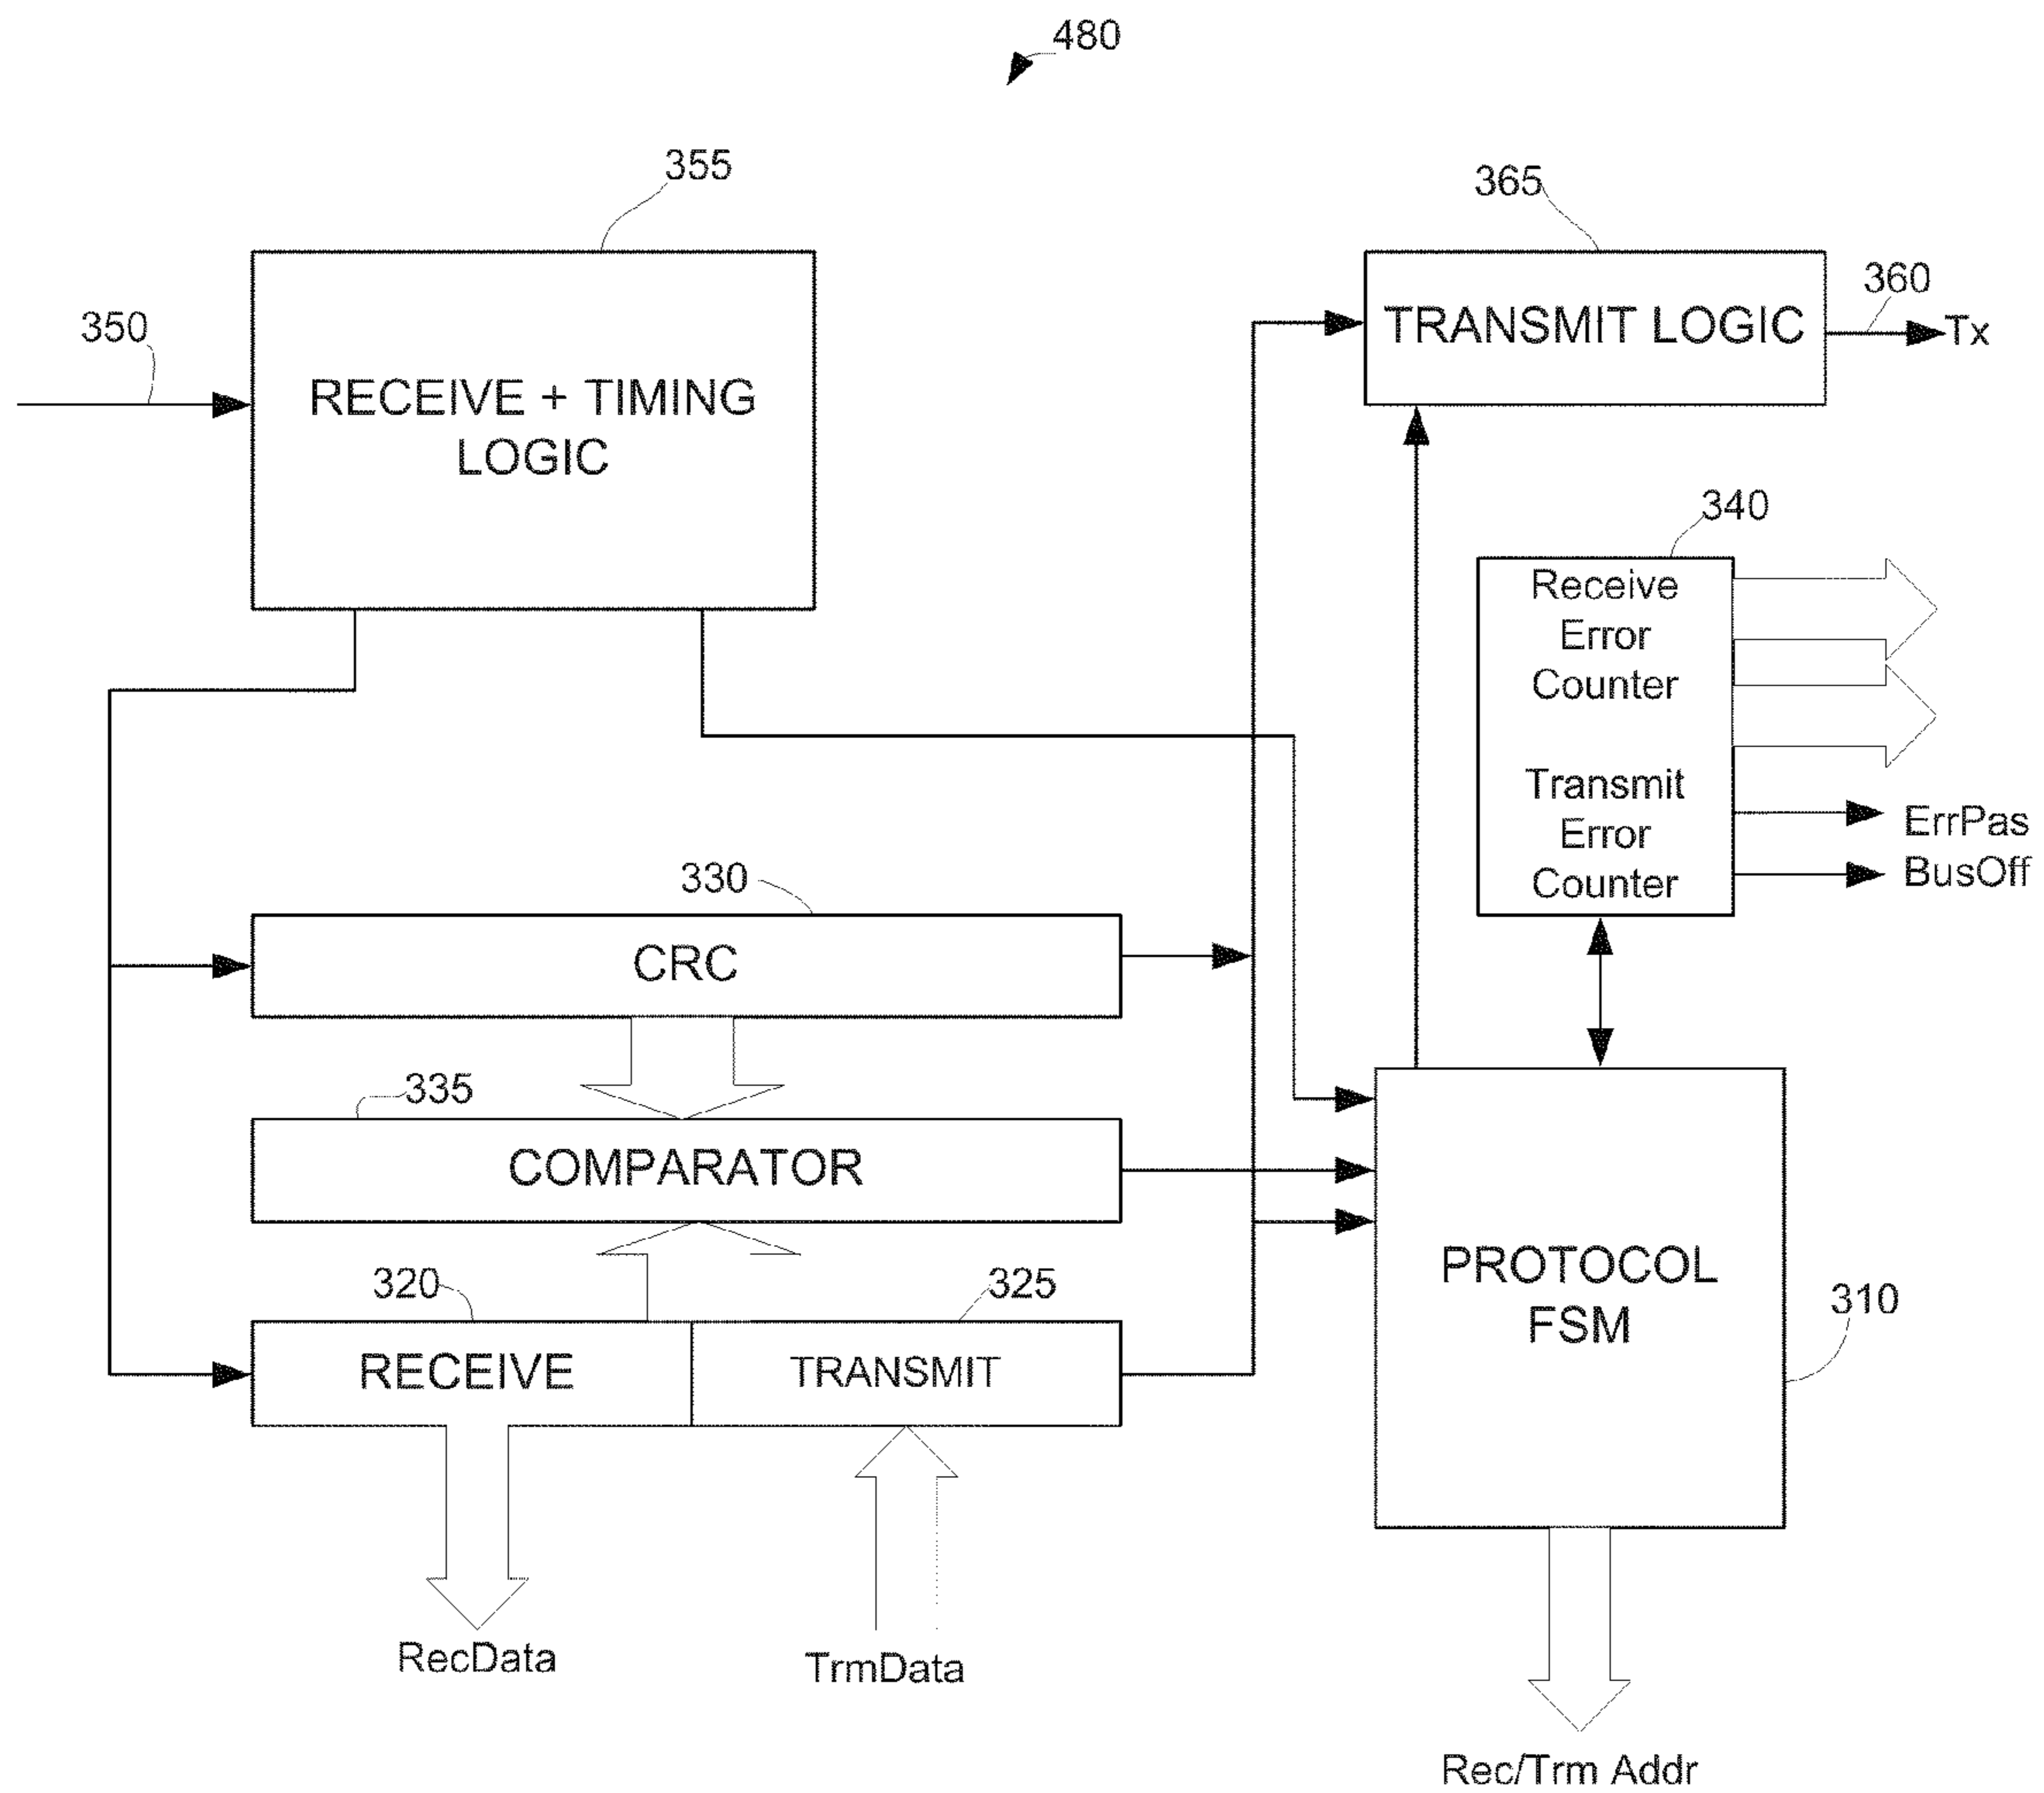 480
355
365
350
360
RECEIVE + TIMING
LOGIC
TRANSMIT LOGIC
Tx
340
Receive
Error
Counter
Transmit
Error
Counter
ErrPas
BusOff
330
CRC
335
COMPARATOR
320
325
RECEIVE
TRANSMIT
PROTOCOL
FSM
310
RecData
TrmData
Rec/Trm Addr